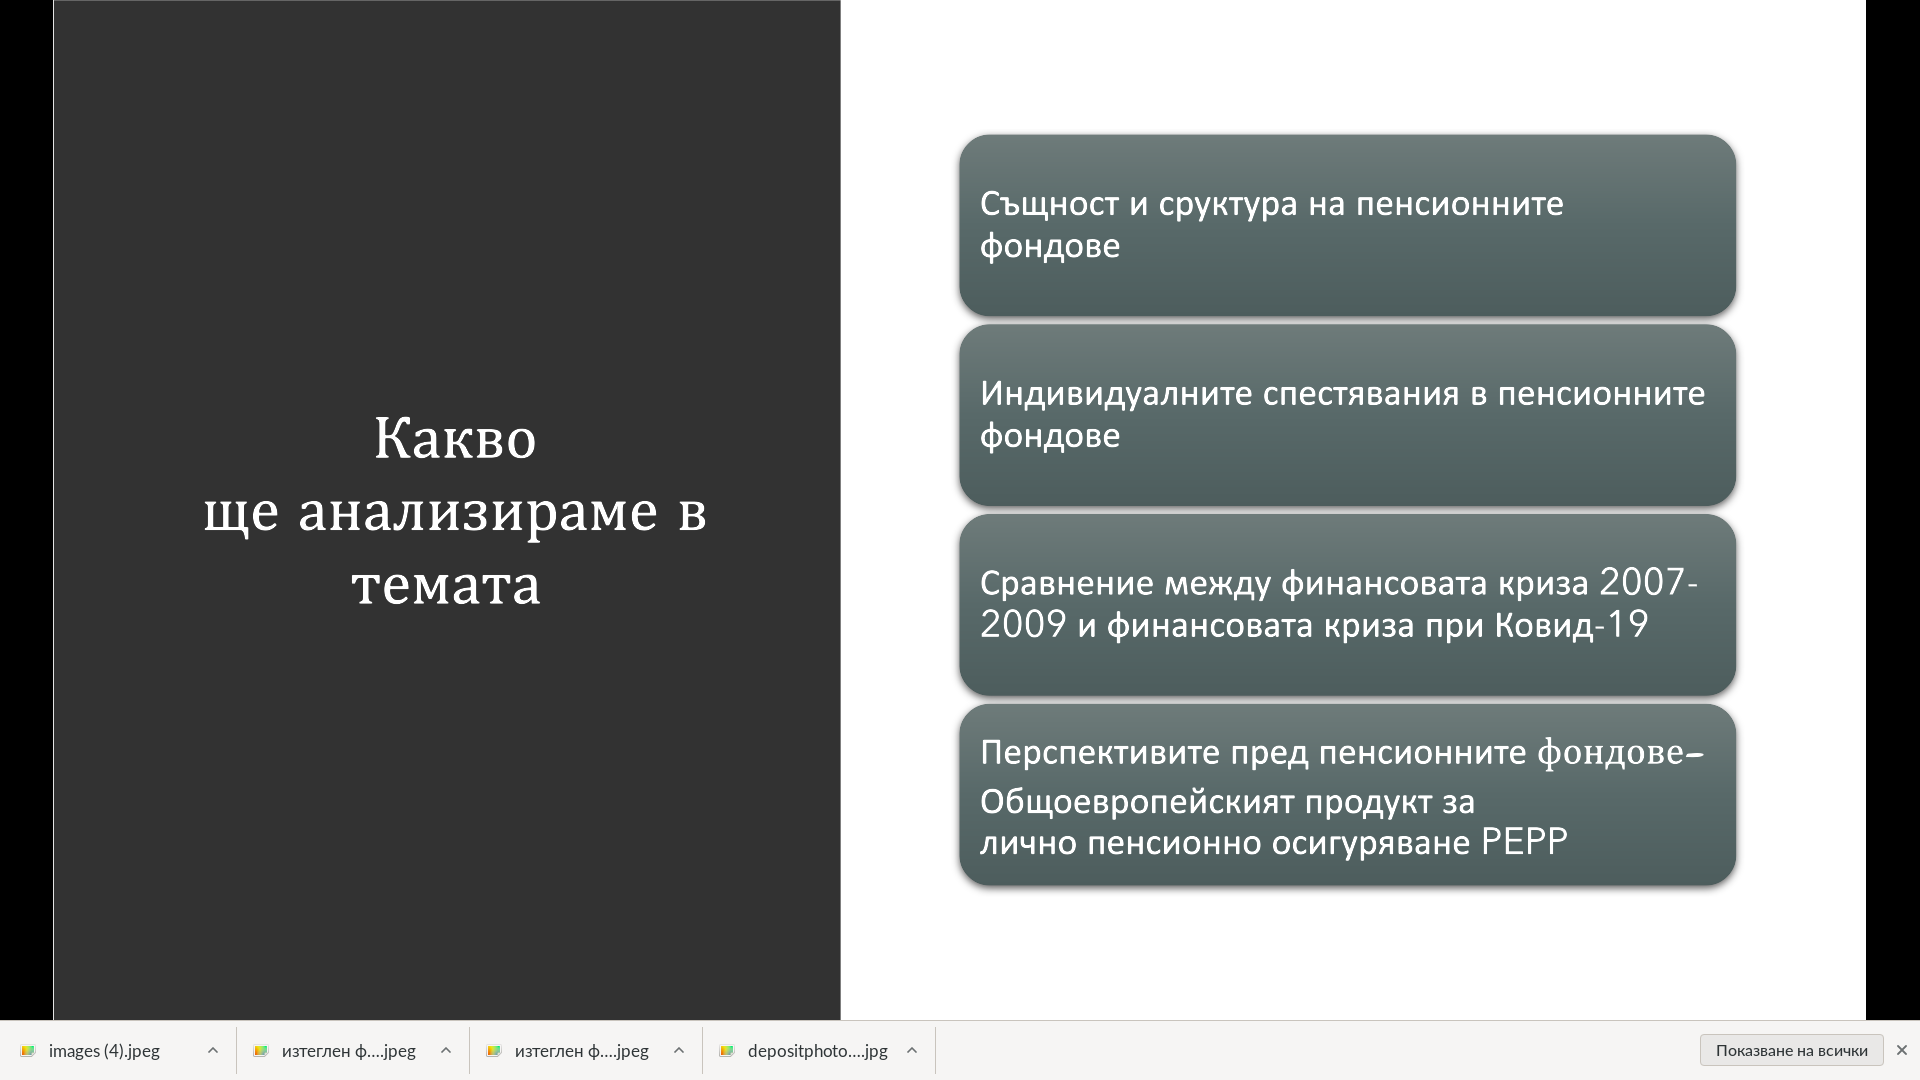 Какво
ще анализираме в
темата
Същност и сруктура на пенсионните
фондове
Индивидуалните спестявания в пенсионните
фондове
Сравнение между финансовата криза 2007-
2009 и финансовата криза при Ковид-19
Перспективите пред пенсионните фондове–
Общоевропейският продукт за
лично пенсионно осигуряване PEPP
images (4).jpeg
изтеглен ф....jpeg
изтеглен ф....jpeg
depositphoto....jpg
Показване на всички